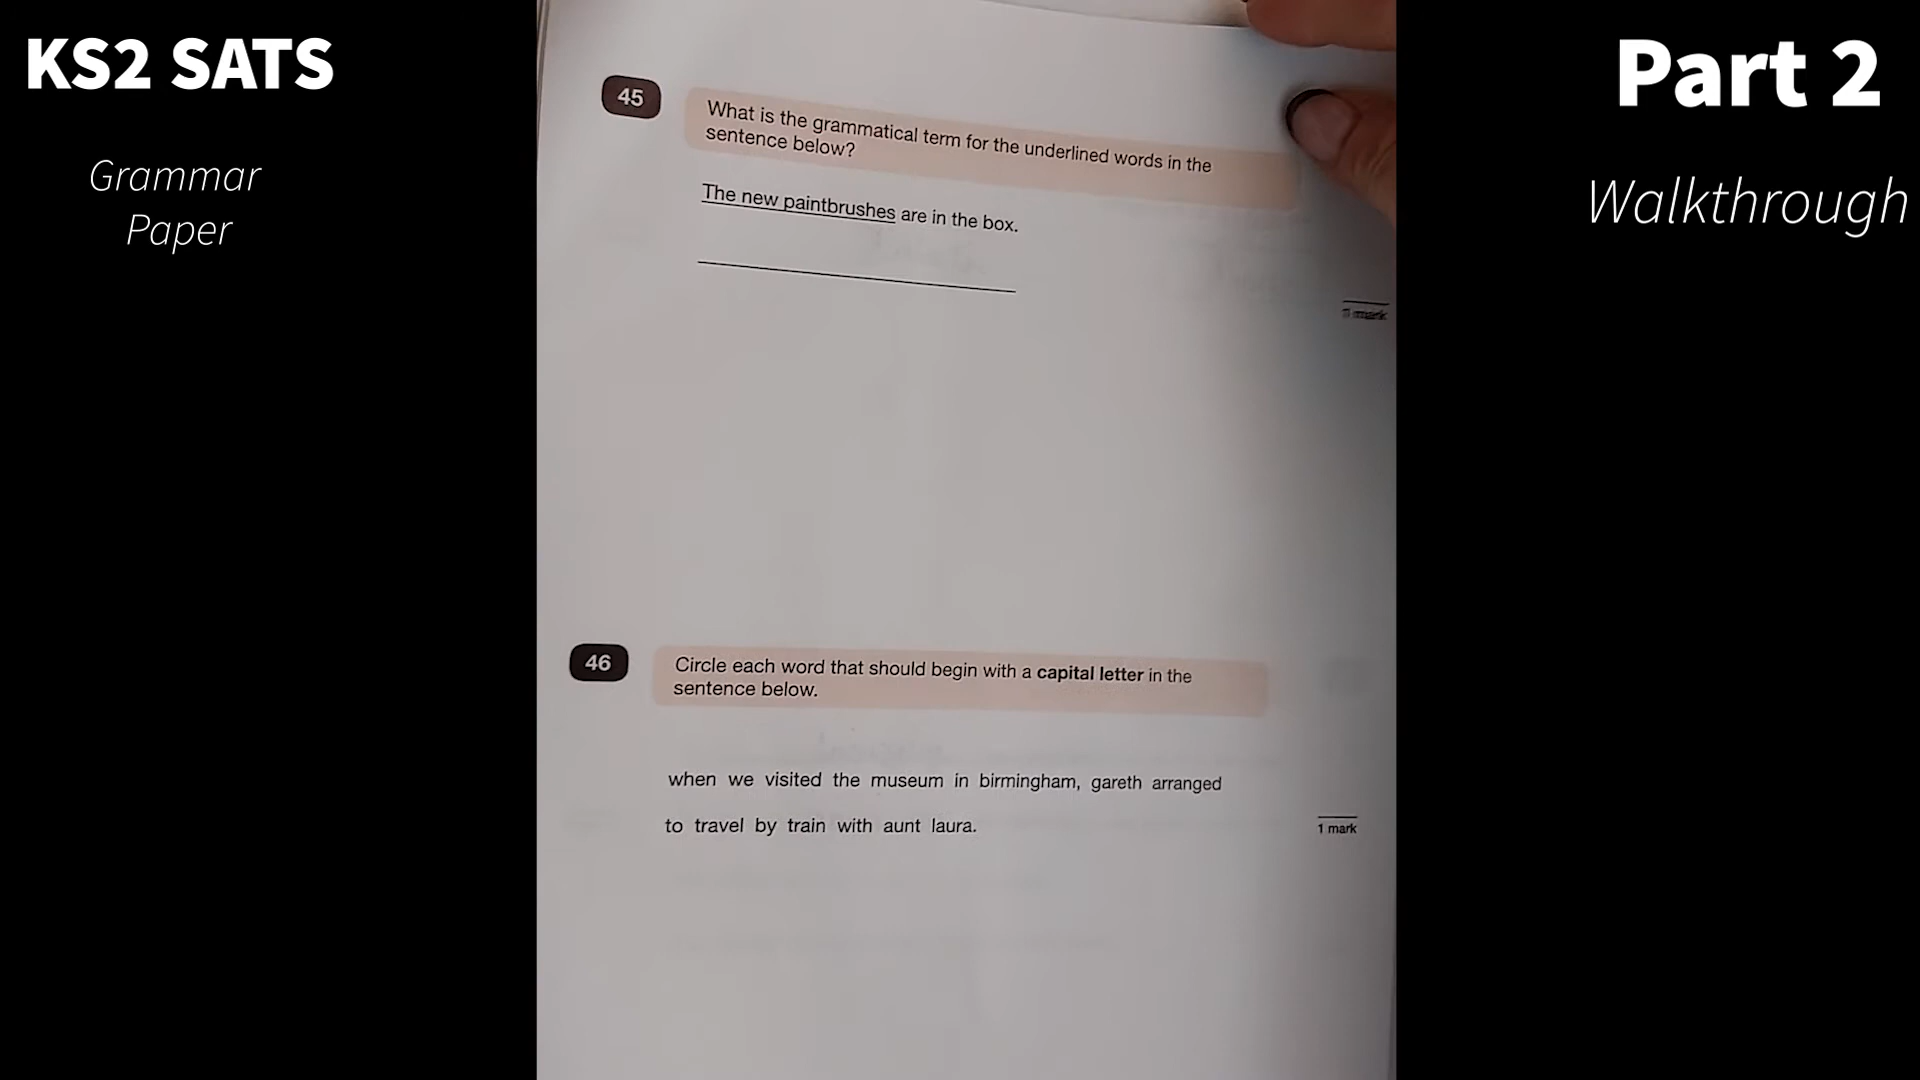 KS2 SATS
Grammar
Paper
Part 2
Walkthrough
45
What is the grammatical term for the underlined words in the
sentence below?
The new paintbrushes are in the box.
1 mark
46
Circle each word that should begin with a capital letter in the
sentence below.
when we visited the museum in birmingham, gareth arranged
to travel by train with aunt laura.
1 mark